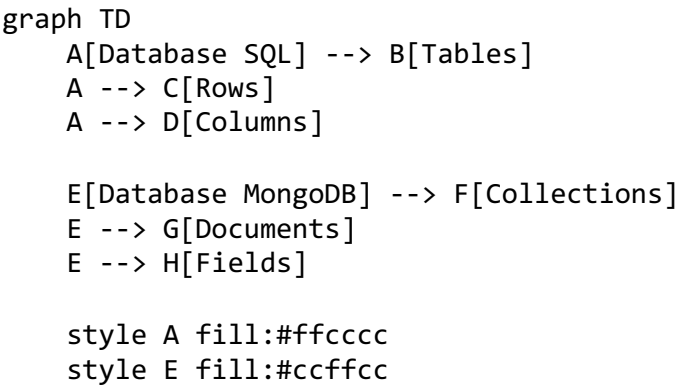 graph TD
    A[Database SQL] --> B[Tables]
    A --> C[Rows]
    A --> D[Columns]

    E[Database MongoDB] --> F[Collections]
    E --> G[Documents]
    E --> H[Fields]

    style A fill:#ffcccc
    style E fill:#ccffcc